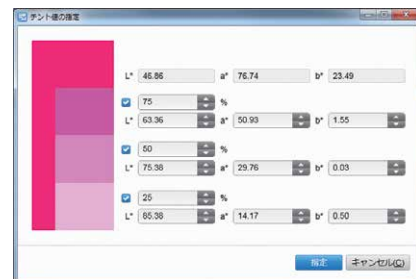 テント値の指定
L* 46.86 a* 76.74 b* 23.49
75 %
L* 63.36 a* 50.93 b* 1.55
50 %
L* 75.38 a* 29.76 b* 0.03
25 %
L* 85.38 a* 14.17 b* 0.50
指定 キャンセル(C)